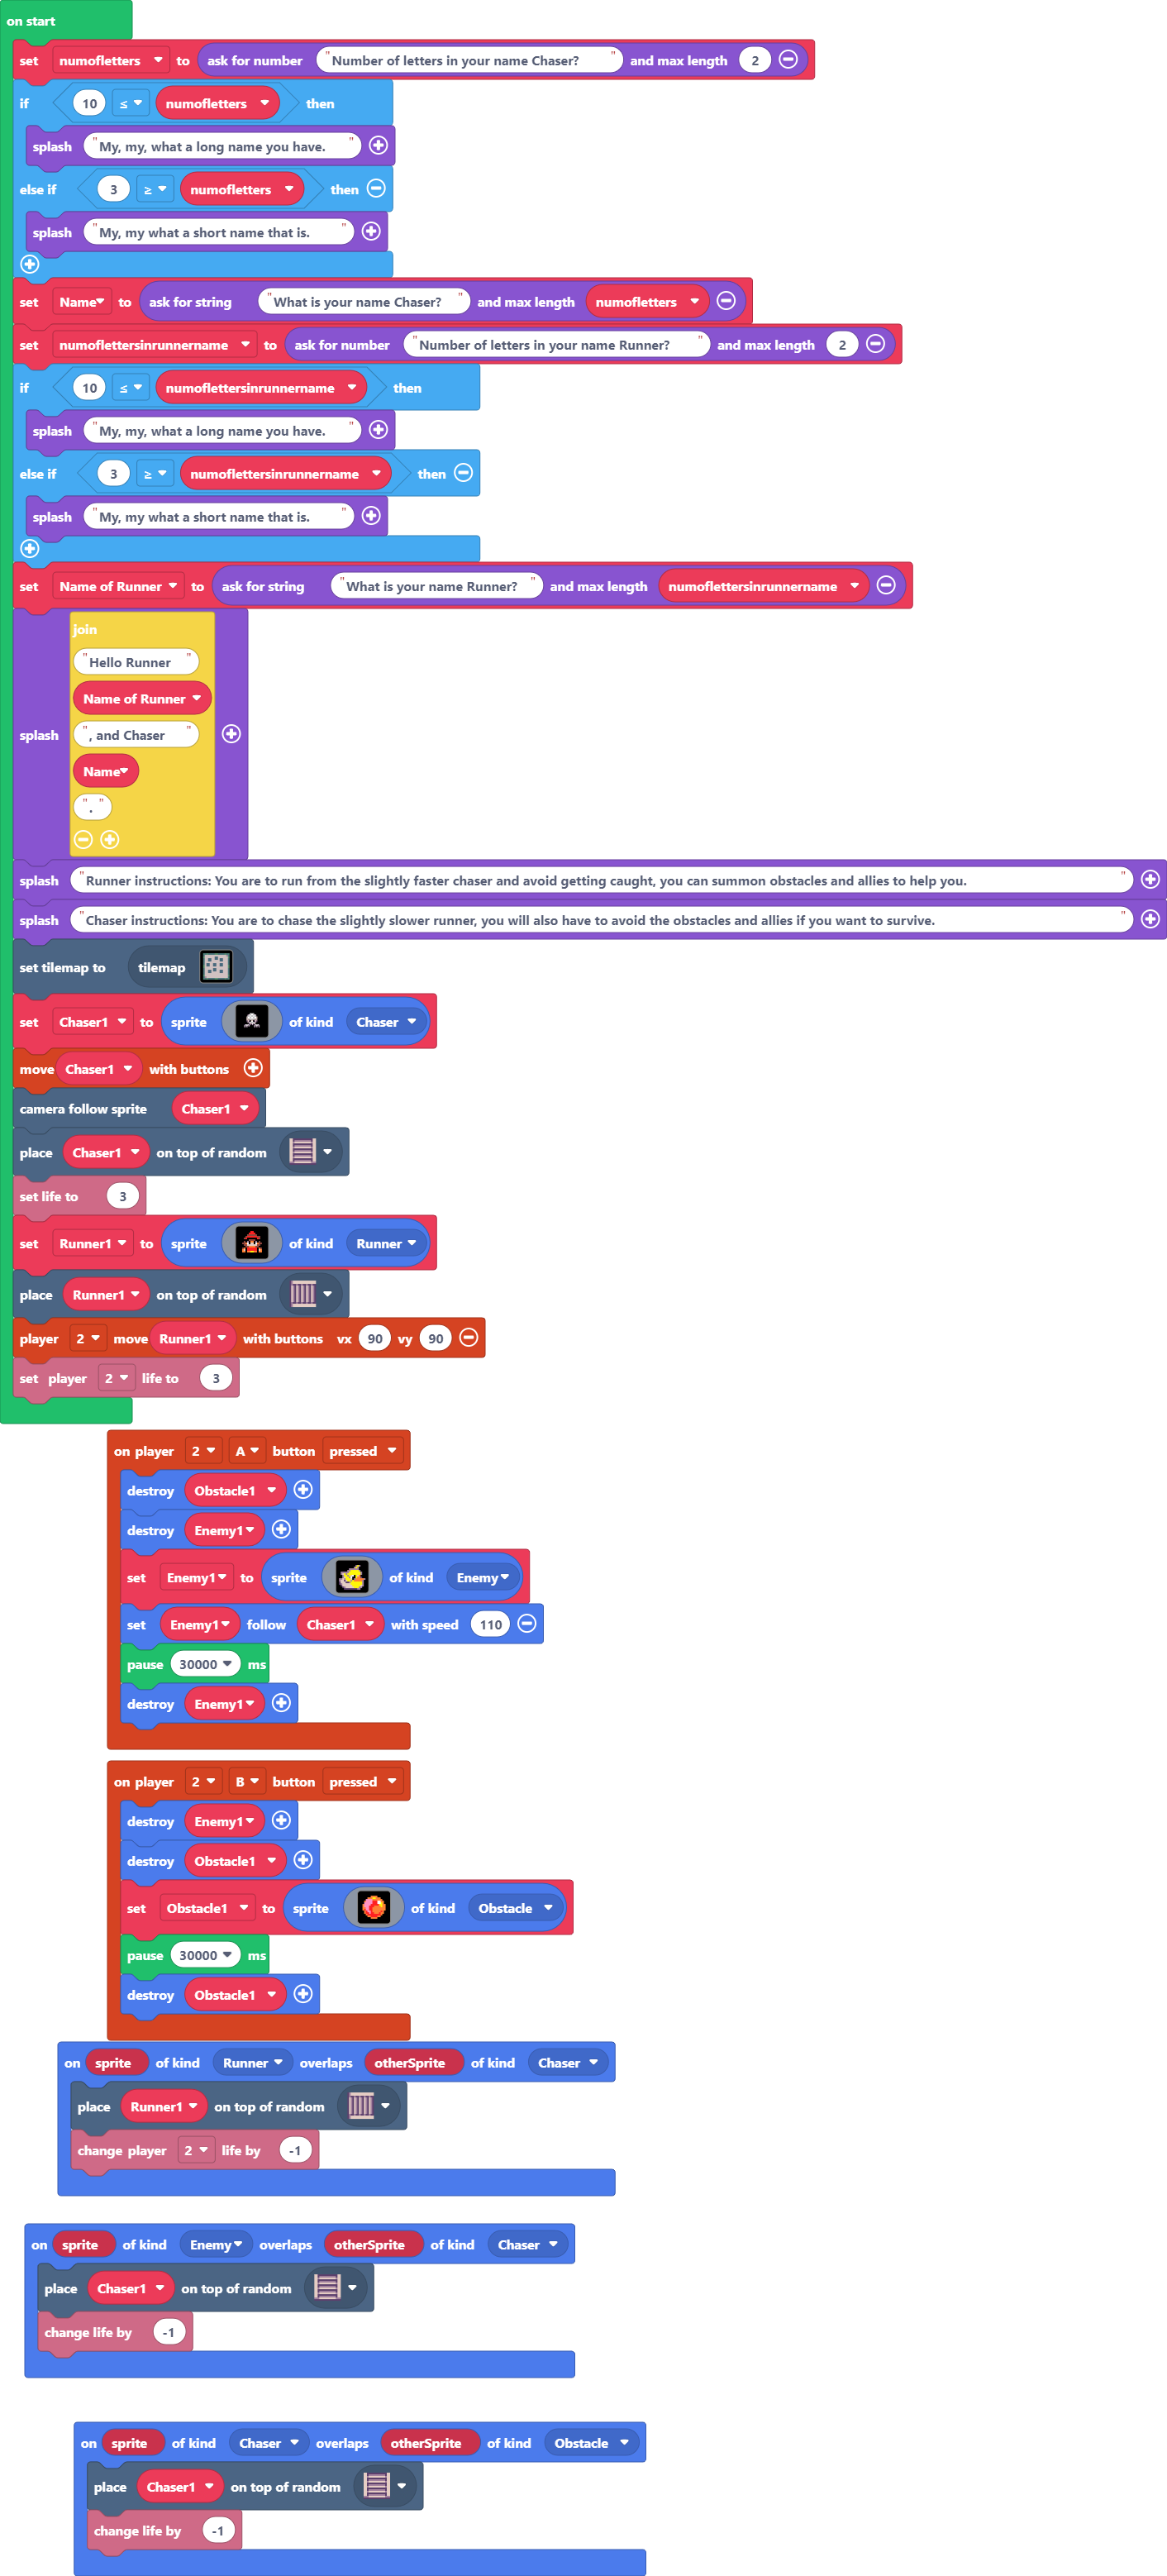 on start
set numofletters to ask for number "Number of letters in your name Chaser?" and max length 2
if 10 ≤ numofletters then
splash "My, my, what a long name you have."
else if 3 ≥ numofletters then
splash "My, my what a short name that is."
set Name to ask for string "What is your name Chaser?" and max length numofletters
set numoflettersinrunnername to ask for number "Number of letters in your name Runner?" and max length 2
if 10 ≤ numoflettersinrunnername then
splash "My, my, what a long name you have."
else if 3 ≥ numoflettersinrunnername then
splash "My, my what a short name that is."
set Name of Runner to ask for string "What is your name Runner?" and max length numoflettersinrunnername
join
"Hello Runner "
Name of Runner
splash ", and Chaser "
Name
"."
splash "Runner instructions: You are to run from the slightly faster chaser and avoid getting caught, you can summon obstacles and allies to help you."
splash "Chaser instructions: You are to chase the slightly slower runner, you will also have to avoid the obstacles and allies if you want to survive."
set tilemap to tilemap
set Chaser1 to sprite of kind Chaser
move Chaser1 with buttons
camera follow sprite Chaser1
place Chaser1 on top of random
set life to 3
set Runner1 to sprite of kind Runner
place Runner1 on top of random
player 2 move Runner1 with buttons vx 90 vy 90
set player 2 life to 3
on player 2 A button pressed
destroy Obstacle1
destroy Enemy1
set Enemy1 to sprite of kind Enemy
set Enemy1 follow Chaser1 with speed 110
pause 30000 ms
destroy Enemy1
on player 2 B button pressed
destroy Enemy1
destroy Obstacle1
set Obstacle1 to sprite of kind Obstacle
pause 30000 ms
destroy Obstacle1
on sprite of kind Runner overlaps otherSprite of kind Chaser
place Runner1 on top of random
change player 2 life by -1
on sprite of kind Enemy overlaps otherSprite of kind Chaser
place Chaser1 on top of random
change life by -1
on sprite of kind Chaser overlaps otherSprite of kind Obstacle
place Chaser1 on top of random
change life by -1